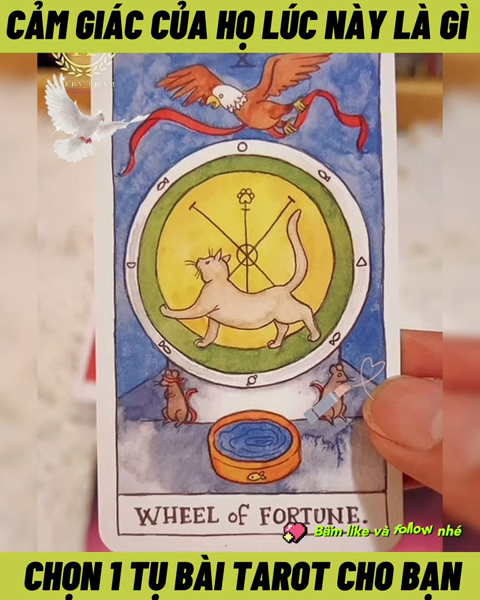 CẢM GIÁC CỦA HỌ LÚC NÀY LÀ GÌ
X
WHEEL OF FORTUNE.
Bấm like và follow nhé
CHỌN 1 TỤ BÀI TAROT CHO BẠN